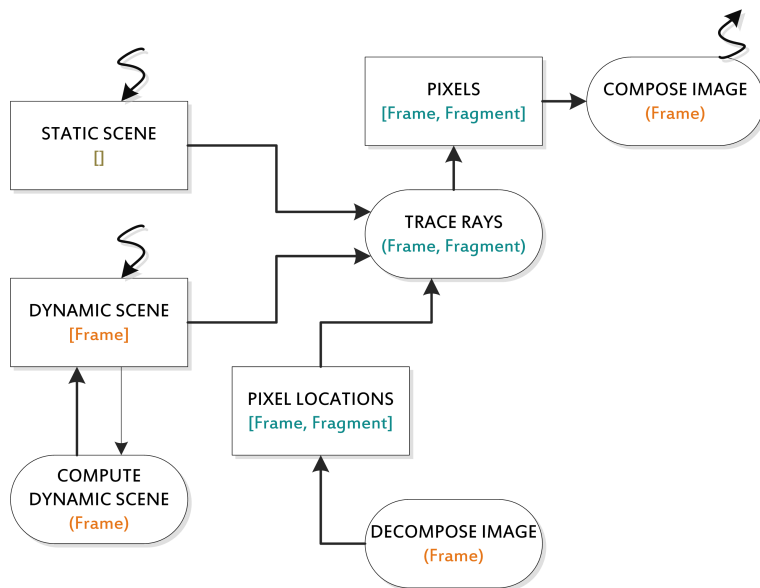 PIXELS
[Frame, Fragment]
COMPOSE IMAGE
(Frame)
STATIC SCENE
[]
TRACE RAYS
(Frame, Fragment)
DYNAMIC SCENE
[Frame]
PIXEL LOCATIONS
[Frame, Fragment]
COMPUTE
DYNAMIC SCENE
(Frame)
DECOMPOSE IMAGE
(Frame)